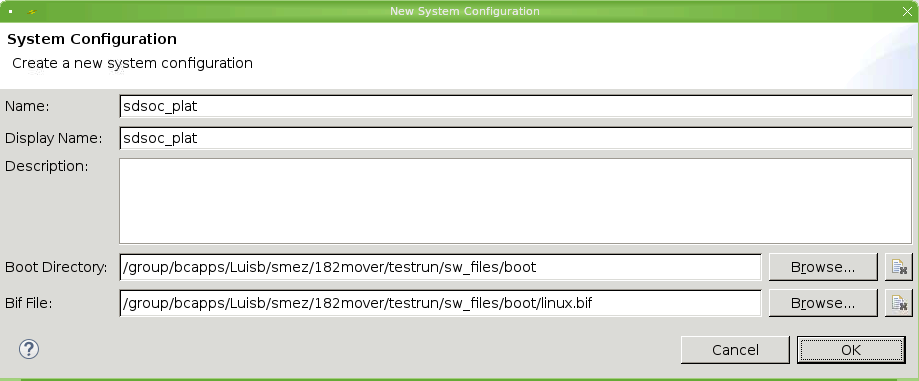 New System Configuration
System Configuration
Create a new system configuration
Name: sdsoc_plat
Display Name: sdsoc_plat
Description:
Boot Directory: /group/bcapps/Luisb/smez/182mover/testrun/sw_files/boot Browse...
Bif File: /group/bcapps/Luisb/smez/182mover/testrun/sw_files/boot/linux.bif Browse...
? Cancel OK